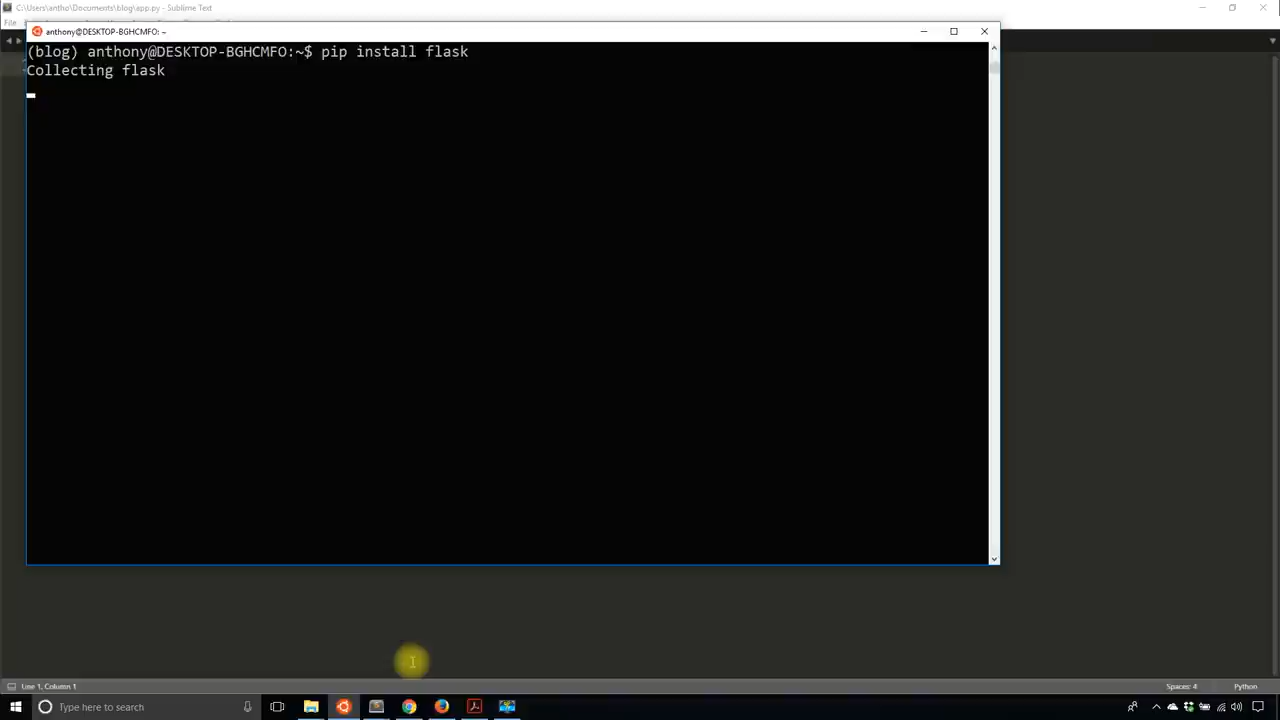 C:\Users\antho\Documents\blog\app.py - Sublime Text
File
anthony@DESKTOP-BGHCMFO: ~
(blog) anthony@DESKTOP-BGHCMFO:~$ pip install flask
Collecting flask
Line 1, Column 1
Spaces: 4
Python
Type here to search